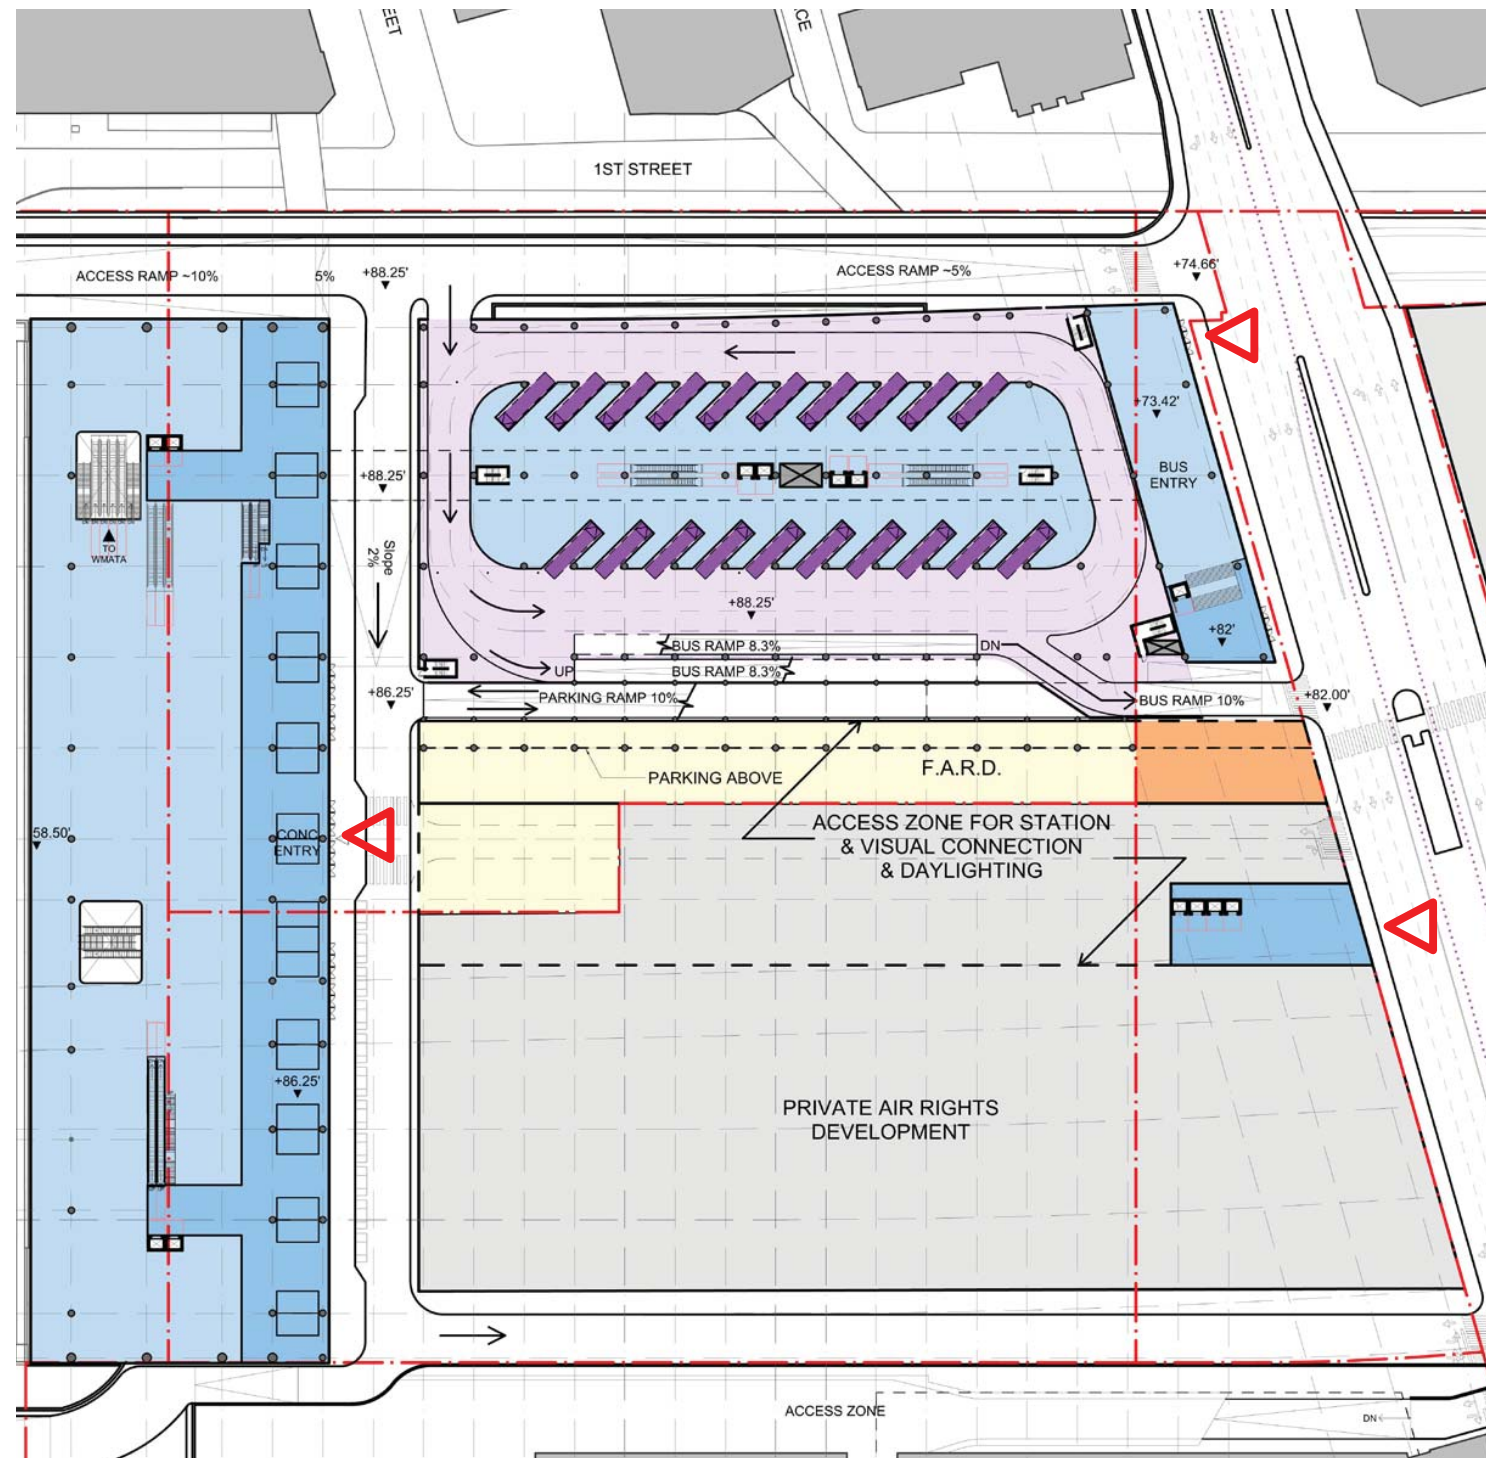 EET
CE
1ST STREET
ACCESS RAMP ~10%
5%
+88.25'
ACCESS RAMP ~5%
+74.66'
+73.42'
BUS
ENTRY
+88.25'
TO
WMATA
Slope
2%
+88.25'
+82'
BUS RAMP 8.3%
DN
UP
BUS RAMP 8.3%
+86.25'
PARKING RAMP 10%
BUS RAMP 10%
+82.00'
PARKING ABOVE
F.A.R.D.
58.50'
CONC
ENTRY
ACCESS ZONE FOR STATION
& VISUAL CONNECTION
& DAYLIGHTING
+86.25'
PRIVATE AIR RIGHTS
DEVELOPMENT
ACCESS ZONE
DN